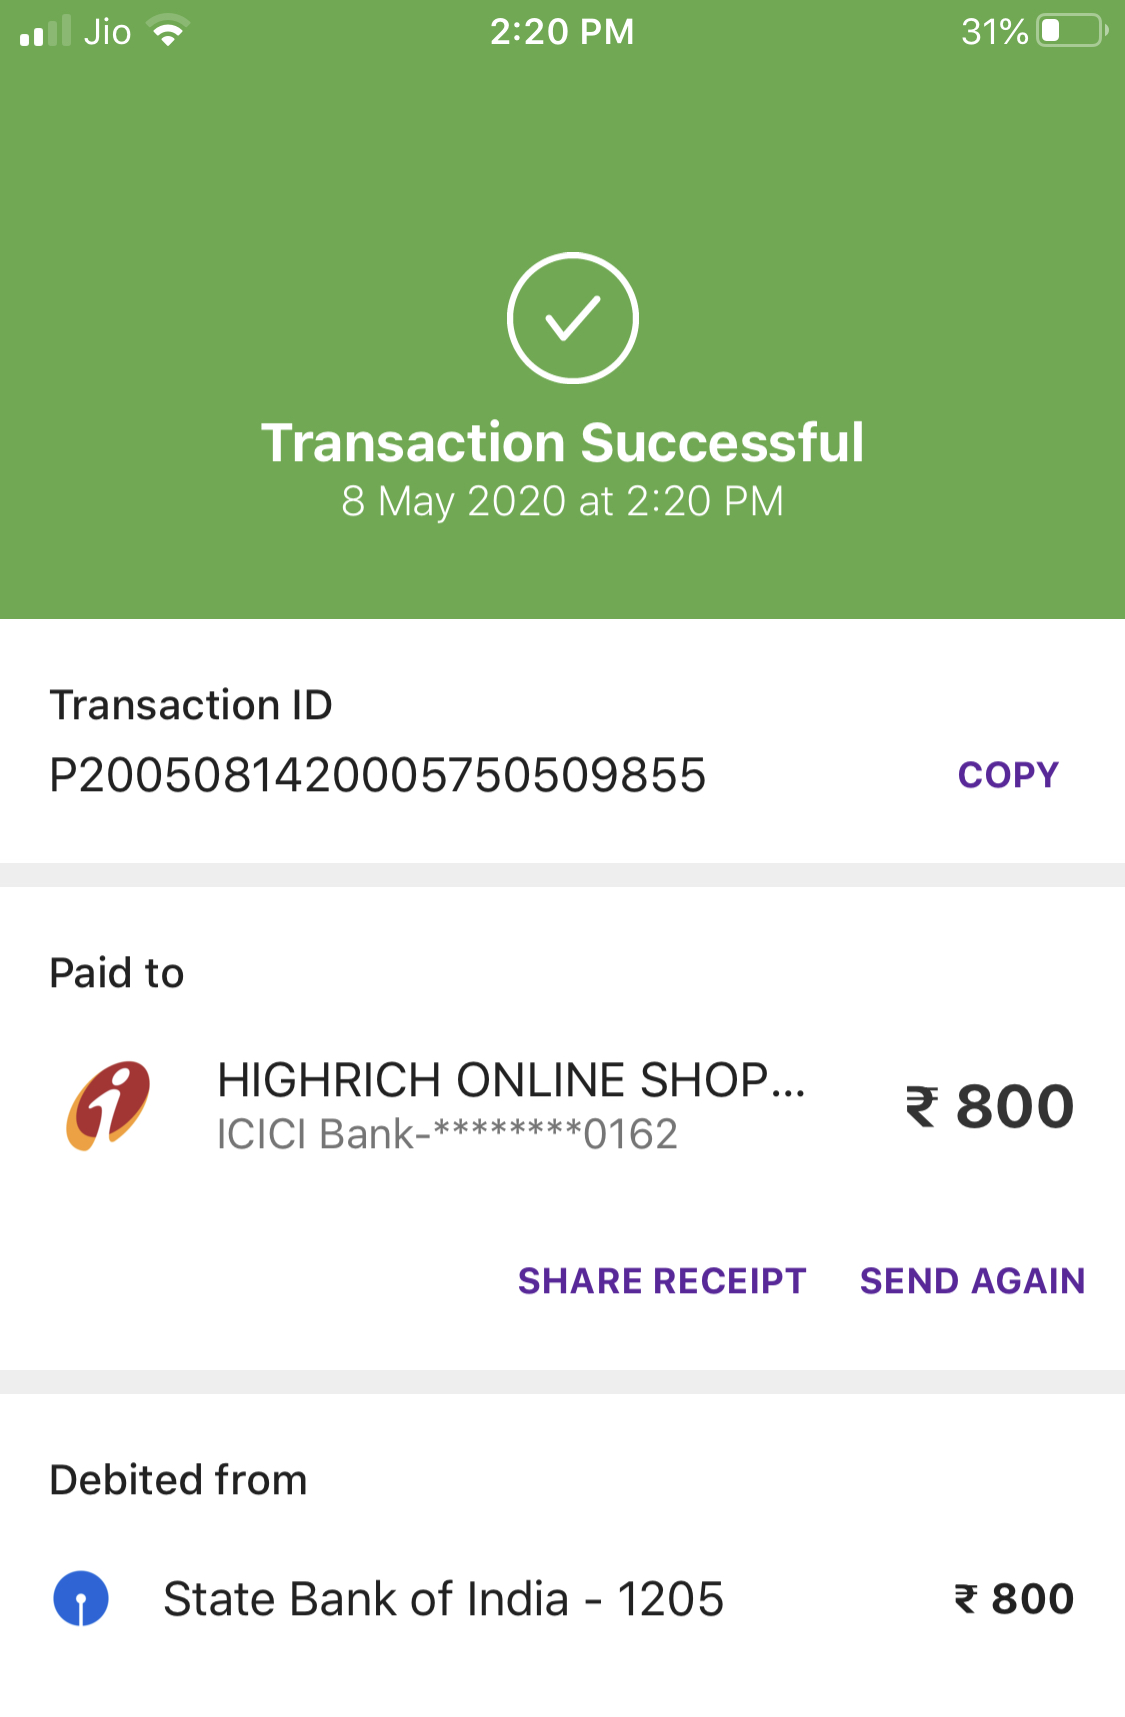 Jio 2:20 PM 31%
Transaction Successful
8 May 2020 at 2:20 PM
Transaction ID
P2005081420005750509855 COPY
Paid to
HIGHRICH ONLINE SHOP... ₹ 800
ICICI Bank-********0162
SHARE RECEIPT SEND AGAIN
Debited from
State Bank of India - 1205 ₹ 800